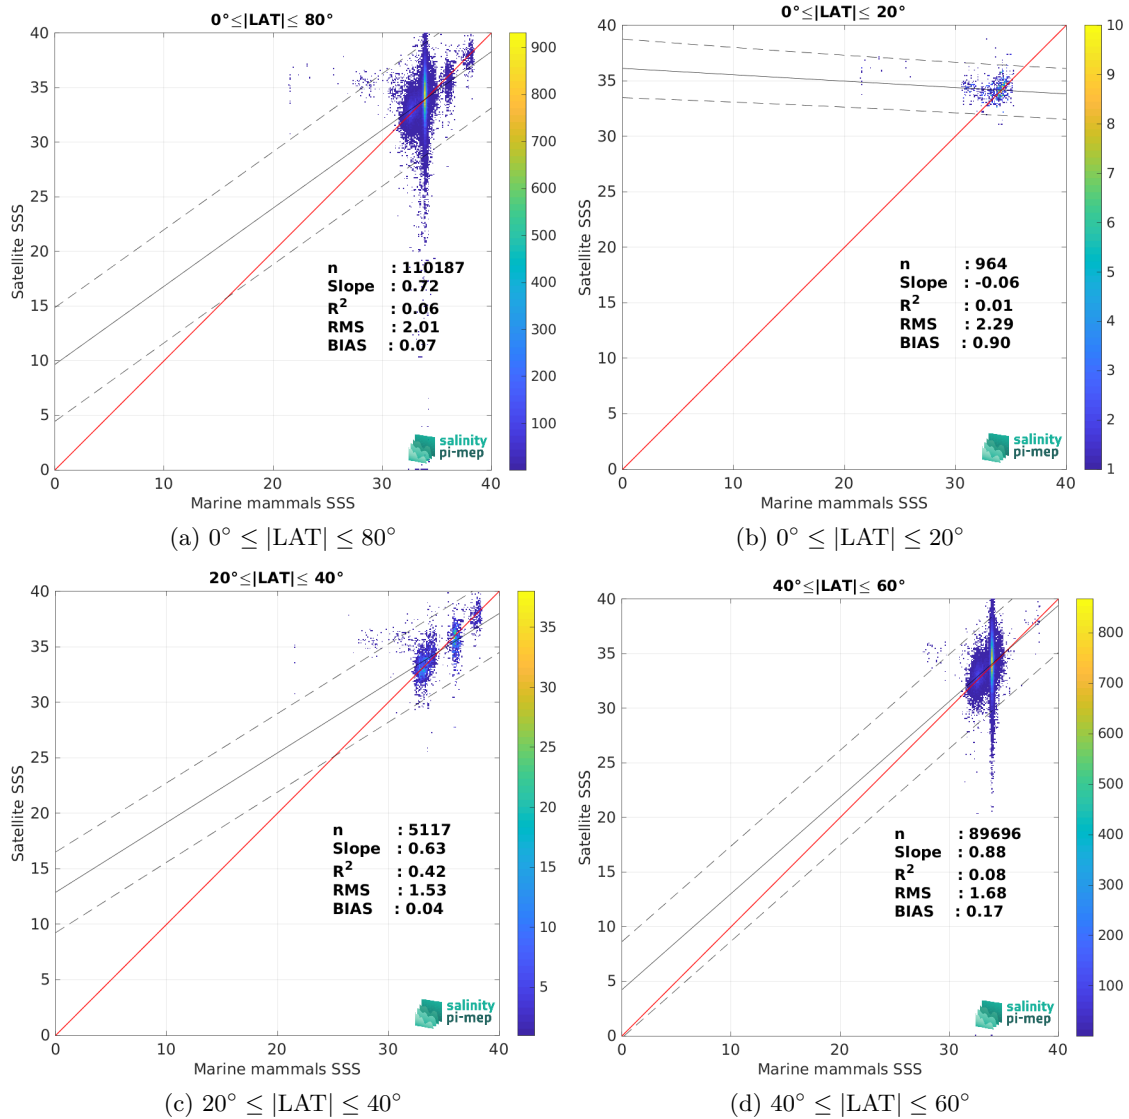 0°≤|LAT|≤ 80°
40
35
30
25
20
15
10
5
0
Satellite SSS
0
10
20
30
40
Marine mammals SSS
n : 110187
Slope : 0.72
R² : 0.06
RMS : 2.01
BIAS : 0.07
salinity
pi-mep
900
800
700
600
500
400
300
200
100
(a) 0° ≤ |LAT| ≤ 80°
0°≤|LAT|≤ 20°
40
35
30
25
20
15
10
5
0
Satellite SSS
0
10
20
30
40
Marine mammals SSS
n : 964
Slope : -0.06
R² : 0.01
RMS : 2.29
BIAS : 0.90
salinity
pi-mep
10
9
8
7
6
5
4
3
2
1
(b) 0° ≤ |LAT| ≤ 20°
20°≤|LAT|≤ 40°
40
35
30
25
20
15
10
5
0
Satellite SSS
0
10
20
30
40
Marine mammals SSS
n : 5117
Slope : 0.63
R² : 0.42
RMS : 1.53
BIAS : 0.04
salinity
pi-mep
35
30
25
20
15
10
5
(c) 20° ≤ |LAT| ≤ 40°
40°≤|LAT|≤ 60°
40
35
30
25
20
15
10
5
0
Satellite SSS
0
10
20
30
40
Marine mammals SSS
n : 89696
Slope : 0.88
R² : 0.08
RMS : 1.68
BIAS : 0.17
salinity
pi-mep
800
700
600
500
400
300
200
100
(d) 40° ≤ |LAT| ≤ 60°